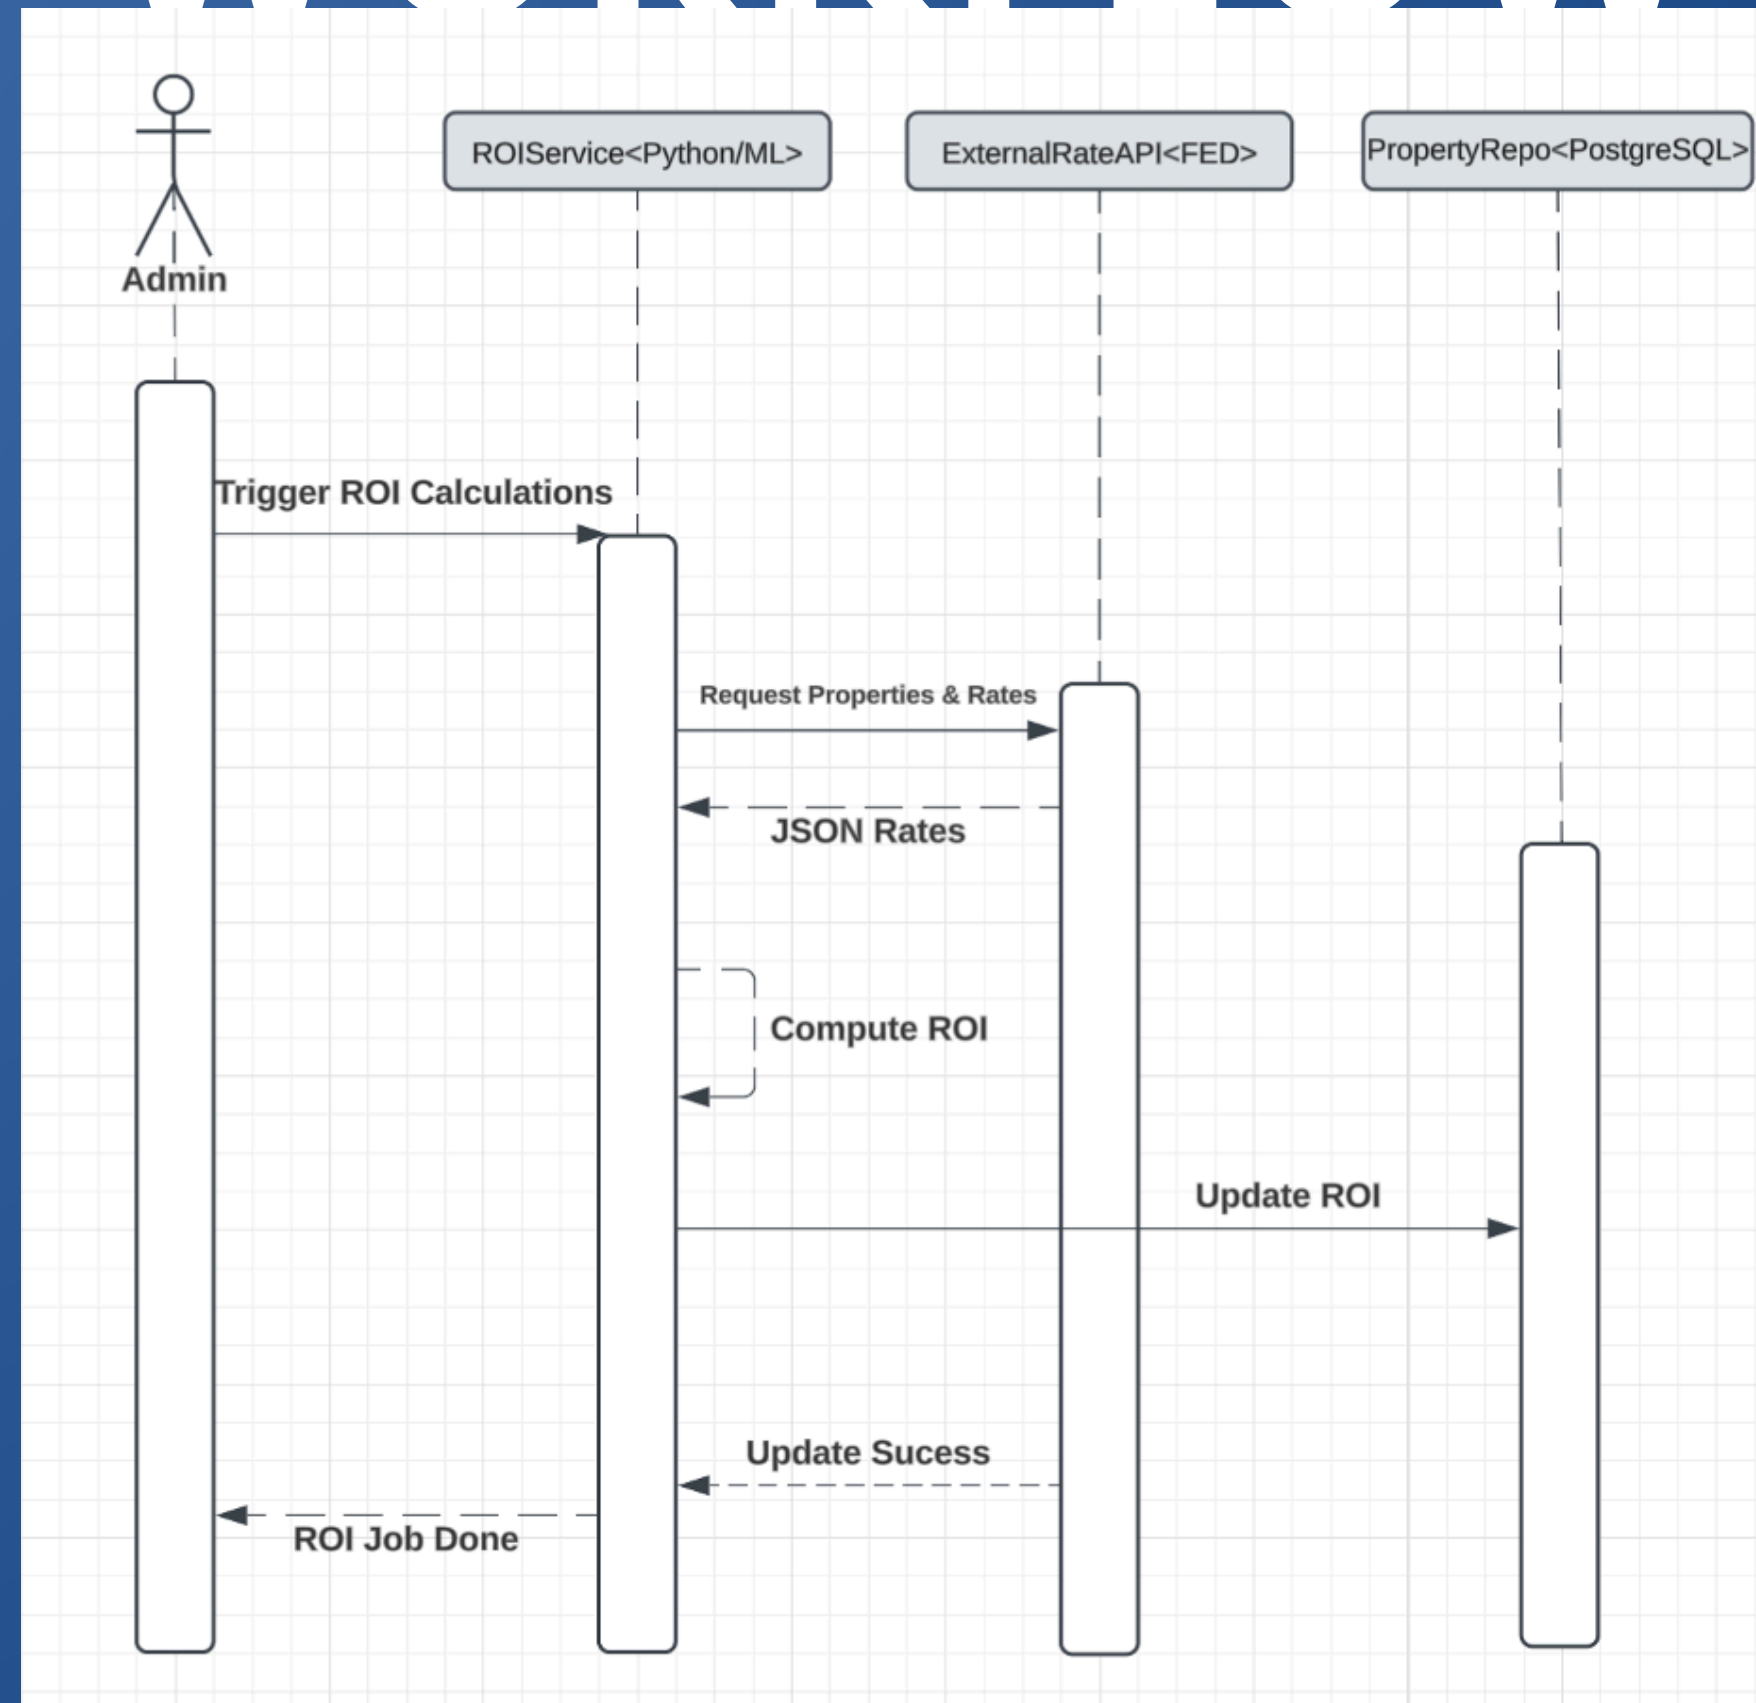 ROIService<Python/ML>
ExternalRateAPI<FED>
PropertyRepo<PostgreSQL>
Admin
Trigger ROI Calculations
Request Properties & Rates
JSON Rates
Compute ROI
Update ROI
Update Sucess
ROI Job Done